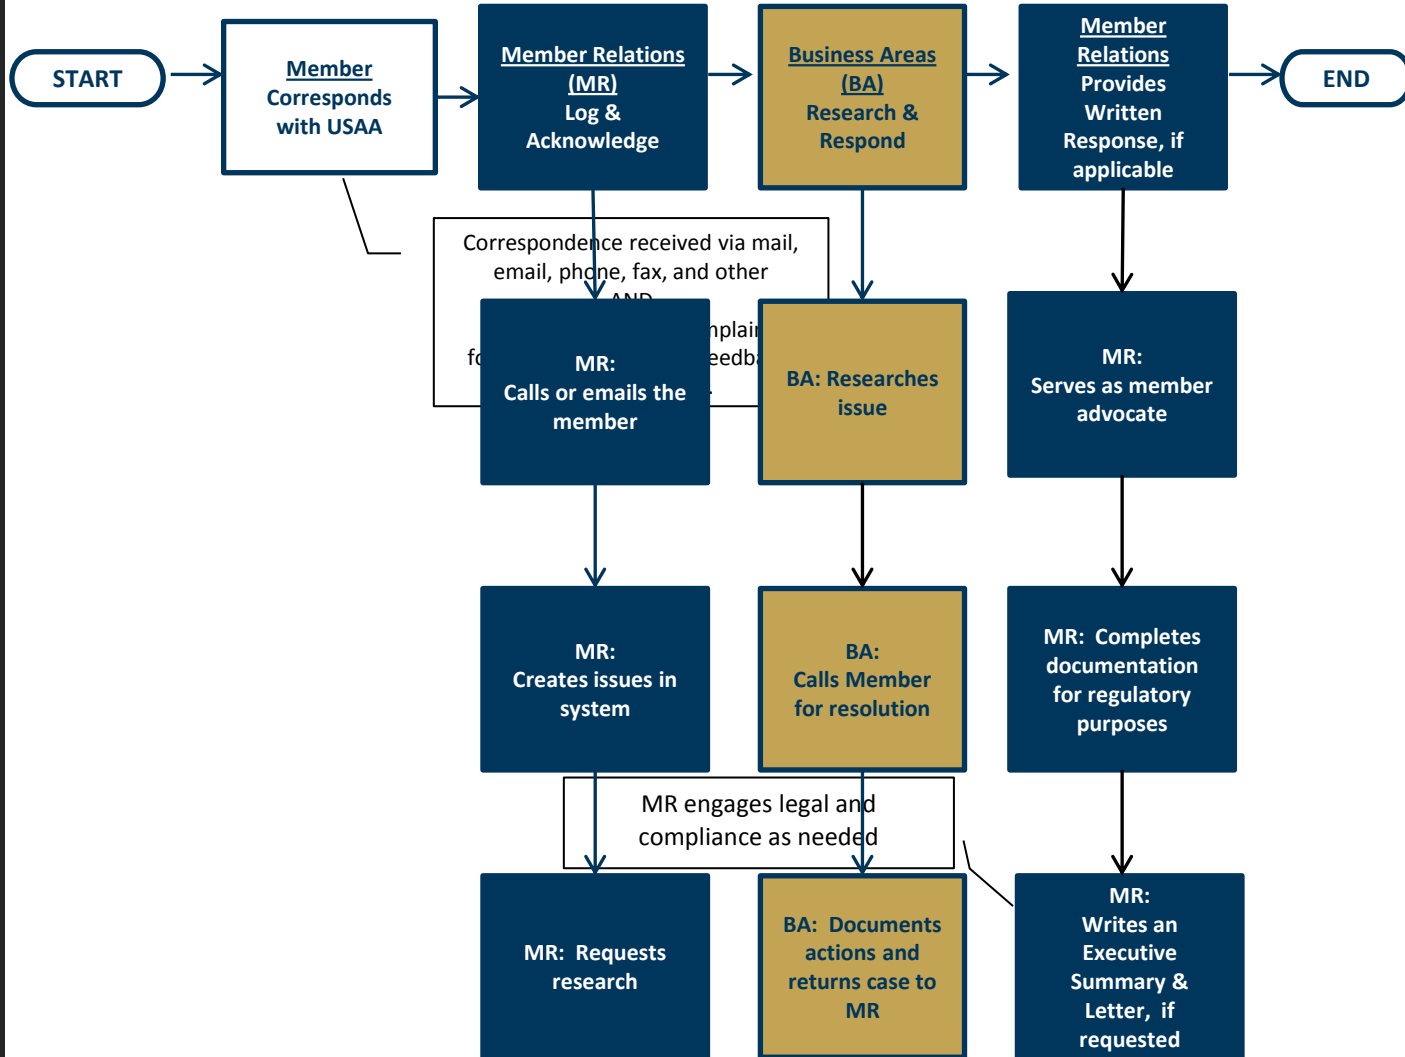 START
Member
Corresponds
with USAA
Member Relations
(MR)
Log &
Acknowledge
Business Areas
(BA)
Research &
Respond
Member
Relations
Provides
Written
Response, if
applicable
END
Correspondence received via mail,
email, phone, fax, and other
AND
MR:
Calls or emails the
member
BA: Researches
issue
MR:
Serves as member
advocate
MR:
Creates issues in
system
BA:
Calls Member
for resolution
MR:  Completes
documentation
for regulatory
purposes
MR engages legal and
compliance as needed
MR:  Requests
research
BA:  Documents
actions and
returns case to
MR
MR:
Writes an
Executive
Summary &
Letter,  if
requested